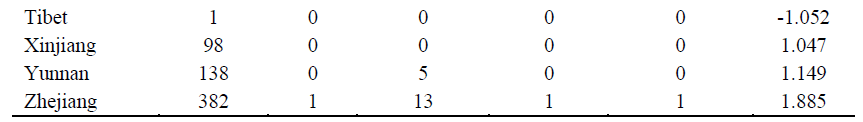 Tibet 1 0 0 0 0 -1.052
Xinjiang 98 0 0 0 0 1.047
Yunnan 138 0 5 0 0 1.149
Zhejiang 382 1 13 1 1 1.885